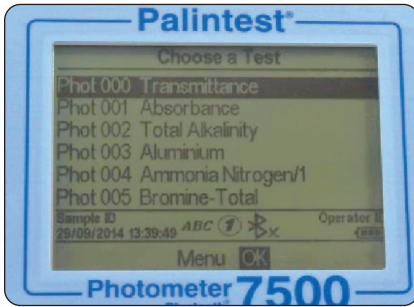 Palintest®
Choose a Test
Phot 000 Transmittance
Phot 001 Absorbance
Phot 002 Total Alkalinity
Phot 003 Aluminium
Phot 004 Ammonia Nitrogen/1
Phot 005 Bromine-Total
Sample ID ABC 1 Operator
29/09/2014 13:39:49
Menu OK
Photometer 7500